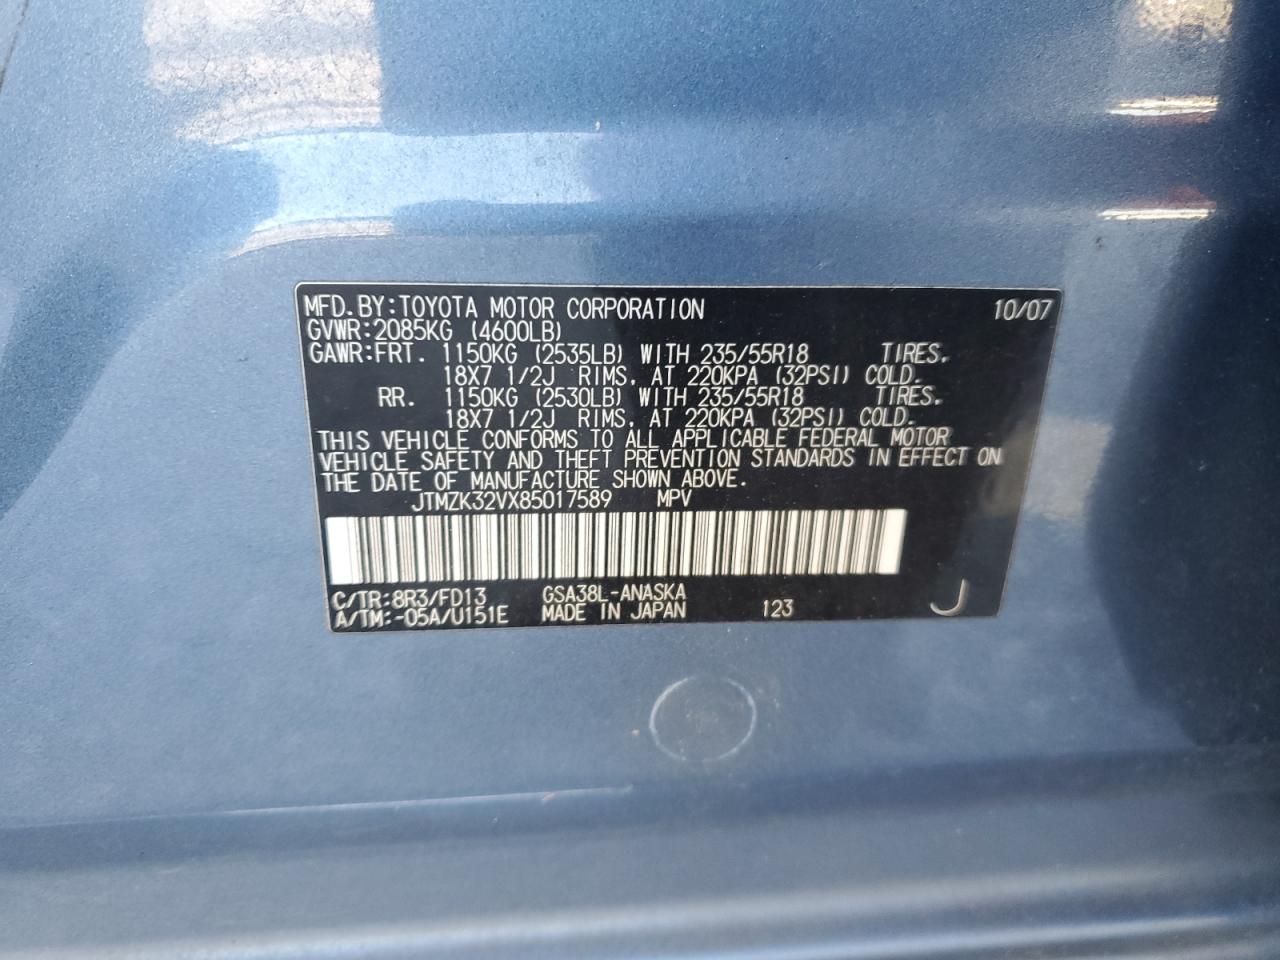 MFD.BY:TOYOTA MOTOR CORPORATION 10/07
GVWR:2085KG (4600LB)
GAWR:FRT. 1150KG (2535LB) WITH 235/55R18 TIRES.
18X7 1/2J RIMS, AT 220KPA (32PSI) COLD.
RR. 1150KG (2530LB) WITH 235/55R18 TIRES.
18X7 1/2J RIMS, AT 220KPA (32PSI) COLD.
THIS VEHICLE CONFORMS TO ALL APPLICABLE FEDERAL MOTOR
VEHICLE SAFETY AND THEFT PREVENTION STANDARDS IN EFFECT ON
THE DATE OF MANUFACTURE SHOWN ABOVE.
JTMZK32VX85017589 MPV
C/TR:8R3/FD13 GSA38L-ANASKA
A/TM:-05A/U151E MADE IN JAPAN 123 J